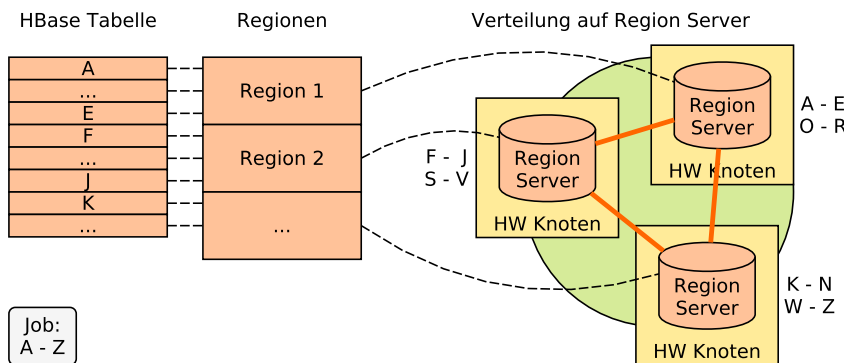 HBase Tabelle
Regionen
Verteilung auf Region Server
A
...
E
F
...
J
K
...
Region 1
Region 2
...
Region
Server
HW Knoten
A - E
O - R
F - J
S - V
Region
Server
HW Knoten
Region
Server
HW Knoten
K - N
W - Z
Job:
A - Z